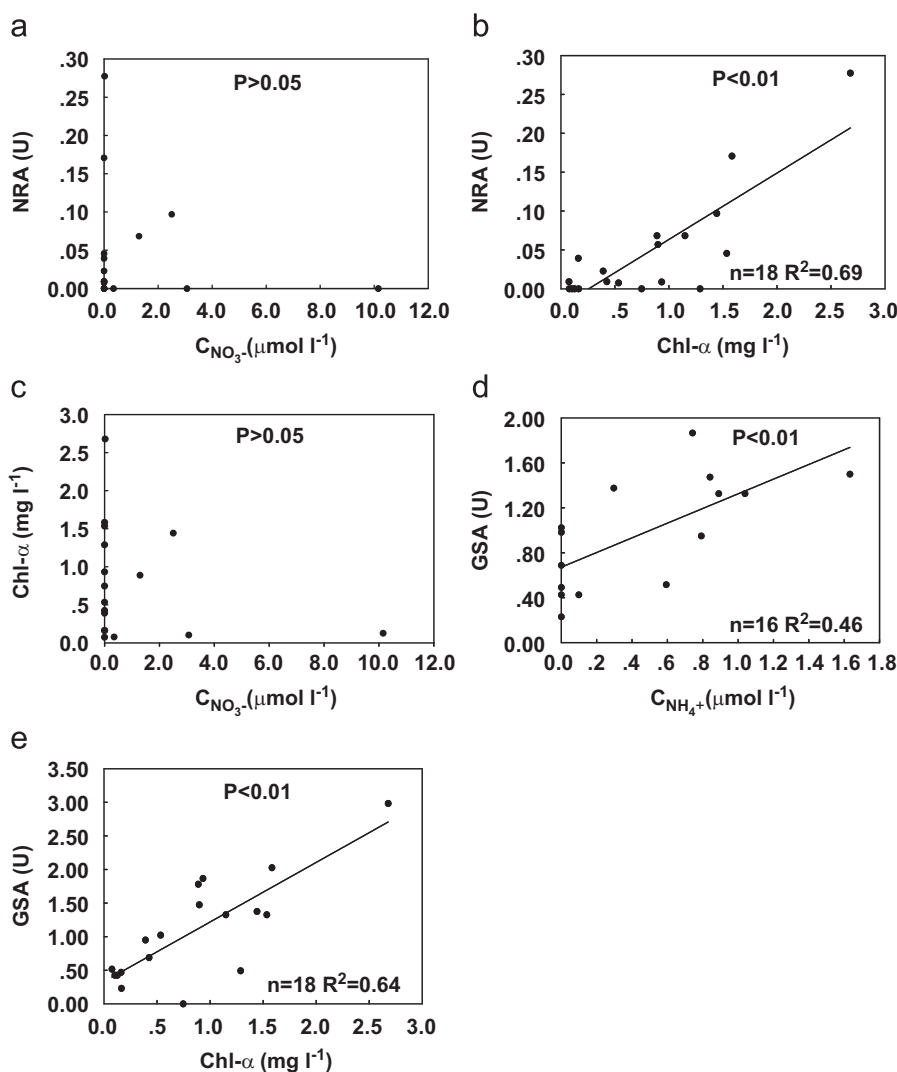 a
.30
.25
.20
.15
.10
.05
0.00
NRA (U)
P>0.05
0.0 2.0 4.0 6.0 8.0 10.0 12.0
C_NO₃-(μmol l⁻¹)
b
.30
.25
.20
.15
.10
.05
0.00
NRA (U)
P<0.01
n=18 R²=0.69
0.0 .5 1.0 1.5 2.0 2.5 3.0
Chl-α (mg l⁻¹)
c
3.0
2.5
2.0
1.5
1.0
.5
0.0
Chl-α (mg l⁻¹)
P>0.05
0.0 2.0 4.0 6.0 8.0 10.0 12.0
C_NO₃-(μmol l⁻¹)
d
2.00
1.60
1.20
.80
.40
0.00
GSA (U)
P<0.01
n=16 R²=0.46
0.0 .2 .4 .6 .8 1.0 1.2 1.4 1.6 1.8
C_NH₄+(μmol l⁻¹)
e
3.50
3.00
2.50
2.00
1.50
1.00
.50
0.00
GSA (U)
P<0.01
n=18 R²=0.64
0.0 .5 1.0 1.5 2.0 2.5 3.0
Chl-α (mg l⁻¹)